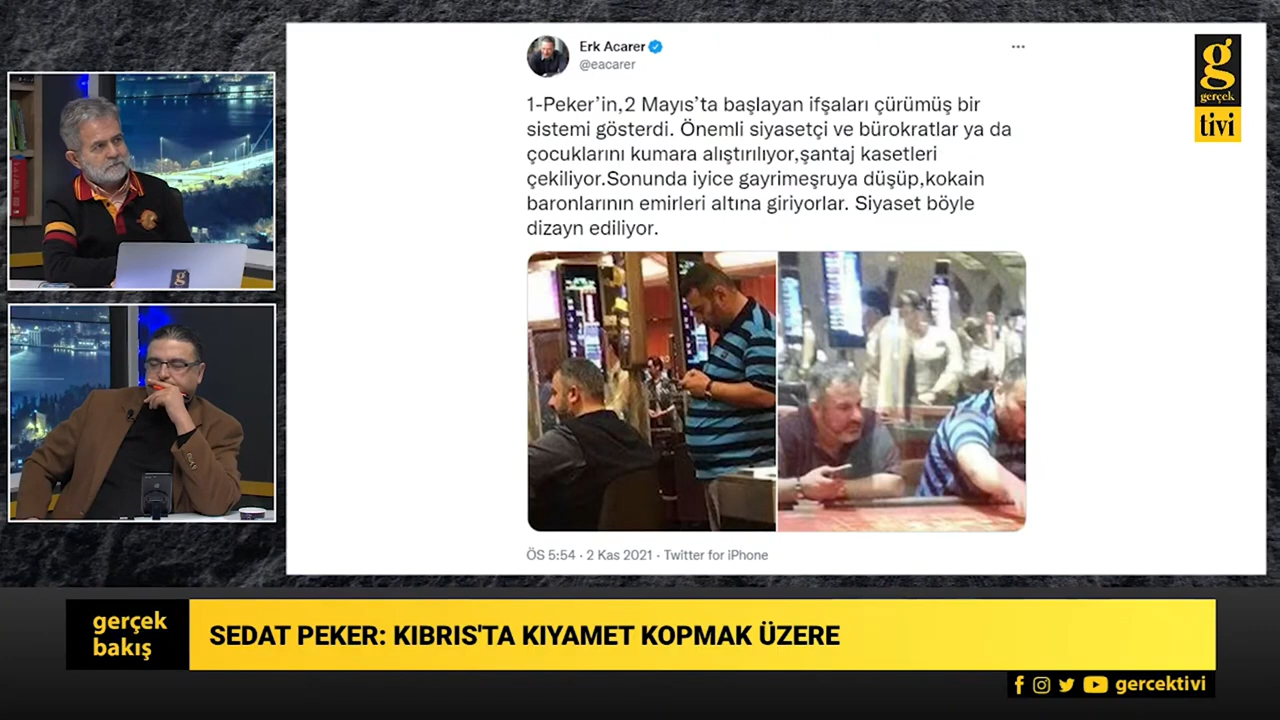 Erk Acarer
@eacarer
1-Peker’in,2 Mayıs’ta başlayan ifşaları çürümüş bir
sistemi gösterdi. Önemli siyasetçi ve bürokratlar ya da
çocuklarını kumara alıştırılıyor,şantaj kasetleri
çekiliyor.Sonunda iyice gayrimeşruya düşüp,kokain
baronlarının emirleri altına giriyorlar. Siyaset böyle
dizayn ediliyor.
ÖS 5:54 · 2 Kas 2021 · Twitter for iPhone
g
gerçek
tivi
gerçek
bakış
SEDAT PEKER: KIBRIS'TA KIYAMET KOPMAK ÜZERE
gercektivi